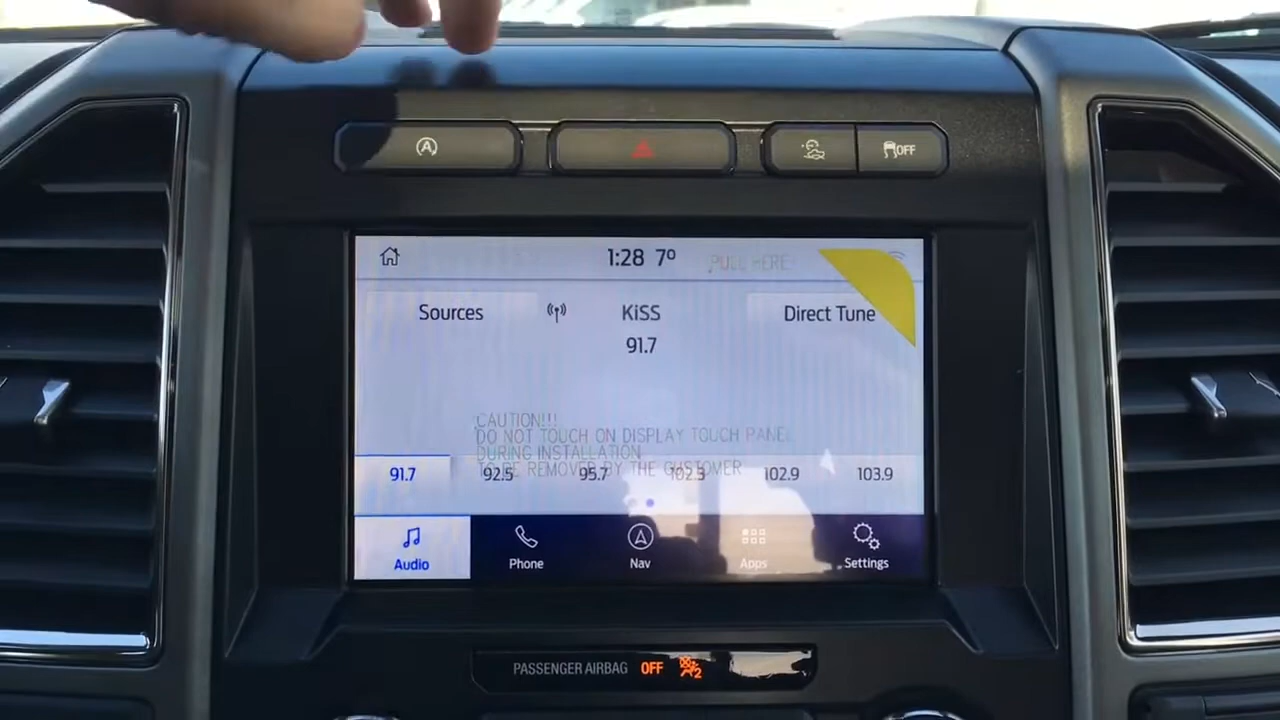 A
OFF
1:28 7°
PULL HERE
Sources
KiSS
Direct Tune
91.7
CAUTION!!!
DO NOT TOUCH ON DISPLAY TOUCH PANEL
DURING INSTALLATION
TO BE REMOVED BY THE CUSTOMER
91.7 92.5 95.7 102.3 102.9 103.9
Audio Phone Nav Apps Settings
PASSENGER AIRBAG OFF 2